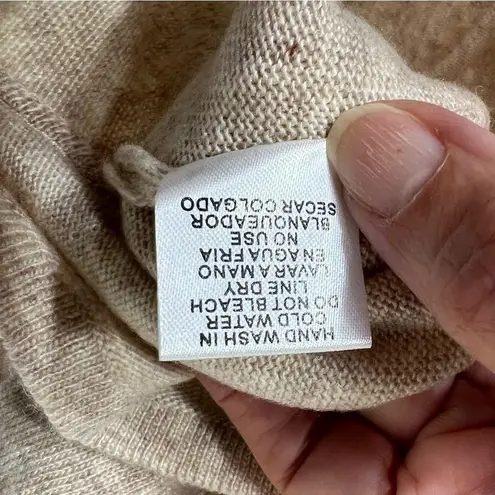 HAND WASH IN
COLD WATER
DO NOT BLEACH
LINE DRY
LAVAR A MANO
EN AGUA FRIA
NO USE
BLANQUEADOR
SECAR COLGADO